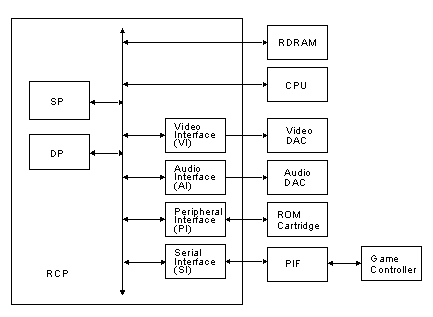 RDRAM
CPU
SP
Video
Interface
(VI)
Video
DAC
DP
Audio
Interface
(AI)
Audio
DAC
Peripheral
Interface
(PI)
ROM
Cartridge
Serial
Interface
(SI)
PIF
Game
Controller
RCP